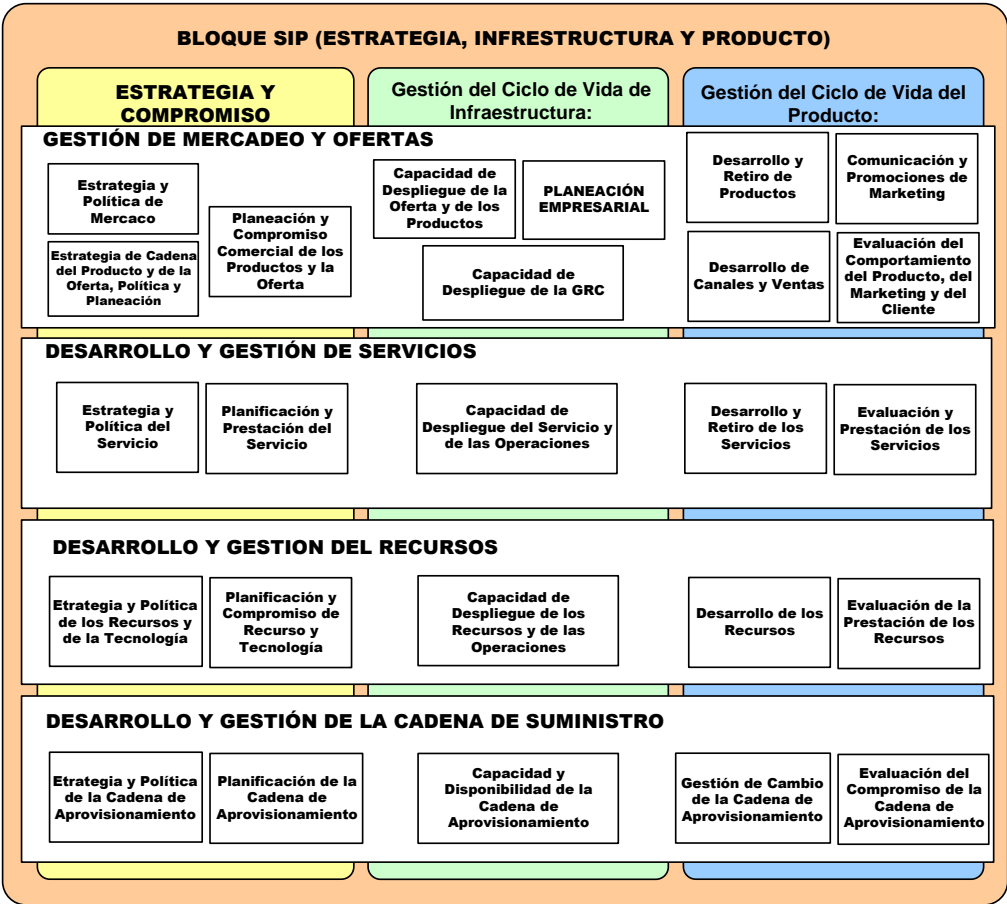 BLOQUE SIP (ESTRATEGIA, INFRESTRUCTURA Y PRODUCTO)
ESTRATEGIA Y
COMPROMISO
Gestión del Ciclo de Vida de
Infraestructura:
Gestión del Ciclo de Vida del
Producto:
GESTIÓN DE MERCADEO Y OFERTAS
Estrategia y
Política de
Mercaco
Estrategia de Cadena
del Producto y de la
Oferta, Política y
Planeación
Planeación y
Compromiso
Comercial de los
Productos y la
Oferta
Capacidad de
Despliegue de la
Oferta y de los
Productos
PLANEACIÓN
EMPRESARIAL
Capacidad de
Despliegue de la GRC
Desarrollo y
Retiro de
Productos
Comunicación y
Promociones de
Marketing
Desarrollo de
Canales y Ventas
Evaluación del
Comportamiento
del Producto, del
Marketing y del
Cliente
DESARROLLO Y GESTIÓN DE SERVICIOS
Estrategia y
Política del
Servicio
Planificación y
Prestación del
Servicio
Capacidad de
Despliegue del Servicio y
de las Operaciones
Desarrollo y
Retiro de los
Servicios
Evaluación y
Prestación de los
Servicios
DESARROLLO Y GESTION DEL RECURSOS
Etrategia y Política
de los Recursos y
de la Tecnología
Planificación y
Compromiso de
Recurso y
Tecnología
Capacidad de
Despliegue de los
Recursos y de las
Operaciones
Desarrollo de los
Recursos
Evaluación de la
Prestación de los
Recursos
DESARROLLO Y GESTIÓN DE LA CADENA DE SUMINISTRO
Etrategia y Política
de la Cadena de
Aprovisionamiento
Planificación de la
Cadena de
Aprovisionamiento
Capacidad y
Disponibilidad de la
Cadena de
Aprovisionamiento
Gestión de Cambio
de la Cadena de
Aprovisionamiento
Evaluación del
Compromiso de la
Cadena de
Aprovisionamiento